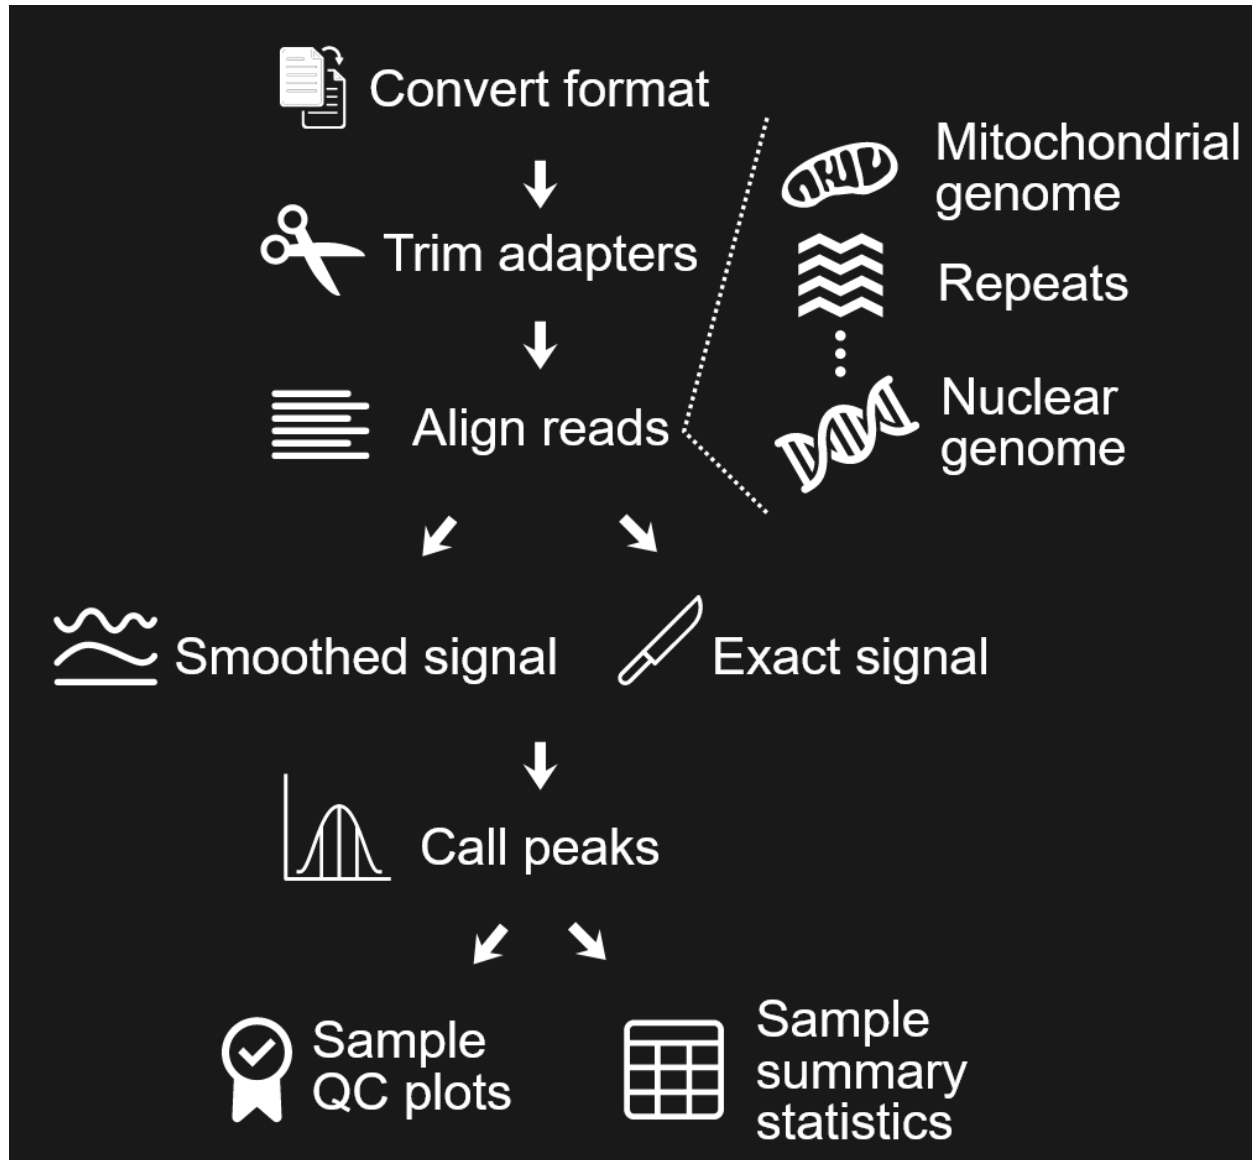 Convert format
Trim adapters
Align reads
Mitochondrial
genome
Repeats
Nuclear
genome
Smoothed signal
Exact signal
Call peaks
Sample
QC plots
Sample
summary
statistics